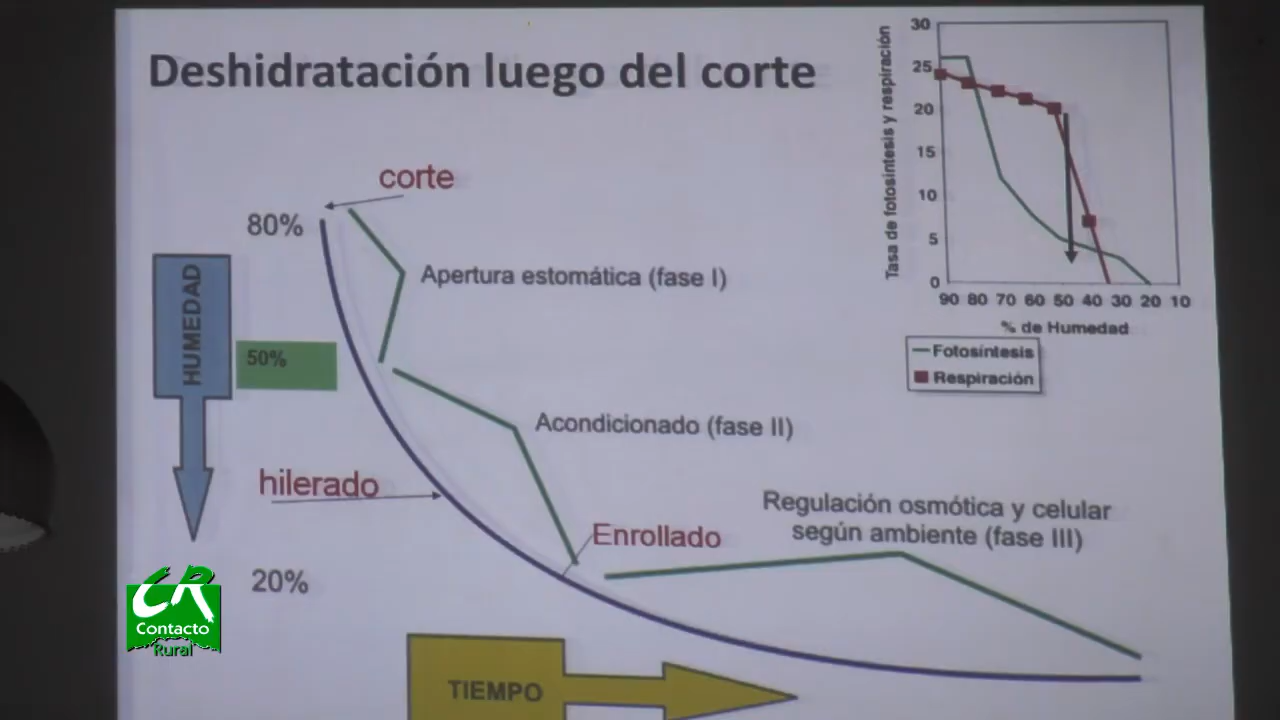 Deshidratación luego del corte
corte
80%
Apertura estomática (fase I)
HUMEDAD
50%
Acondicionado (fase II)
hilerado
Enrollado
Regulación osmótica y celular
según ambiente (fase III)
20%
TIEMPO
Tasa de fotosíntesis y respiración
30
25
20
15
10
5
0
90 80 70 60 50 40 30 20 10
% de Humedad
Fotosíntesis
Respiración
CR
Contacto
Rural